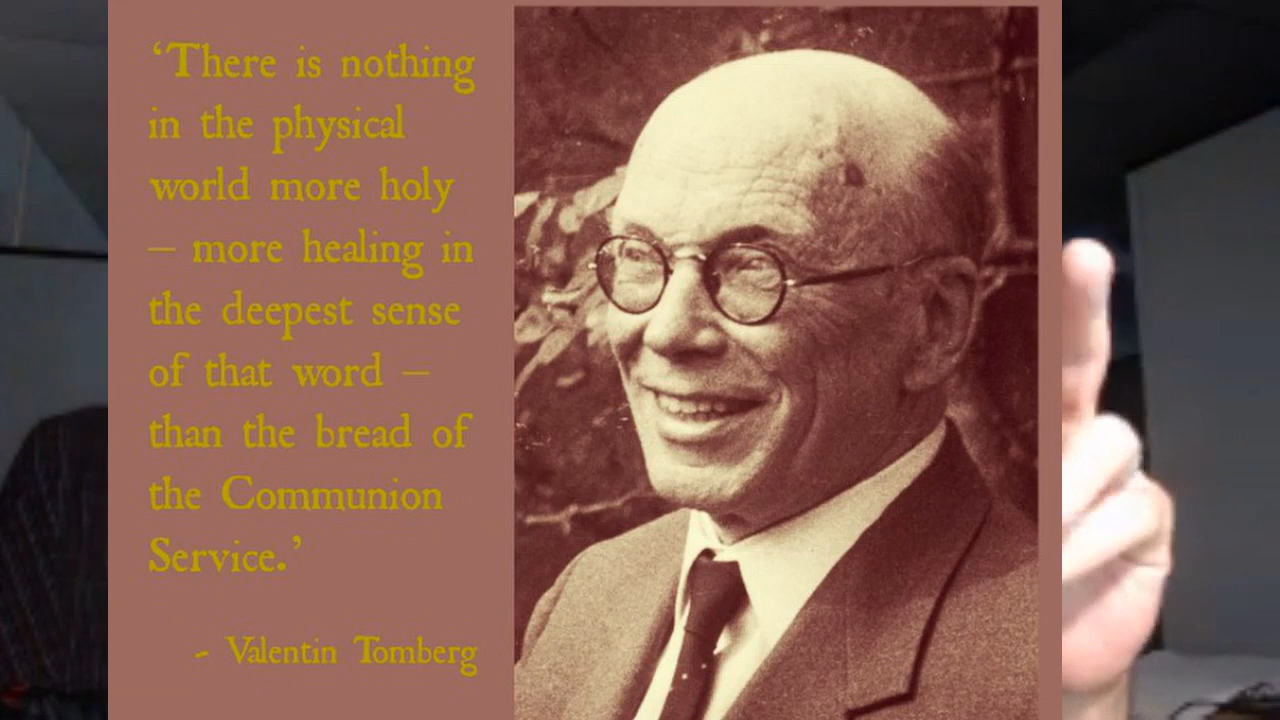 ‘There is nothing
in the physical
world more holy
– more healing in
the deepest sense
of that word –
than the bread of
the Communion
Service.’
- Valentin Tomberg